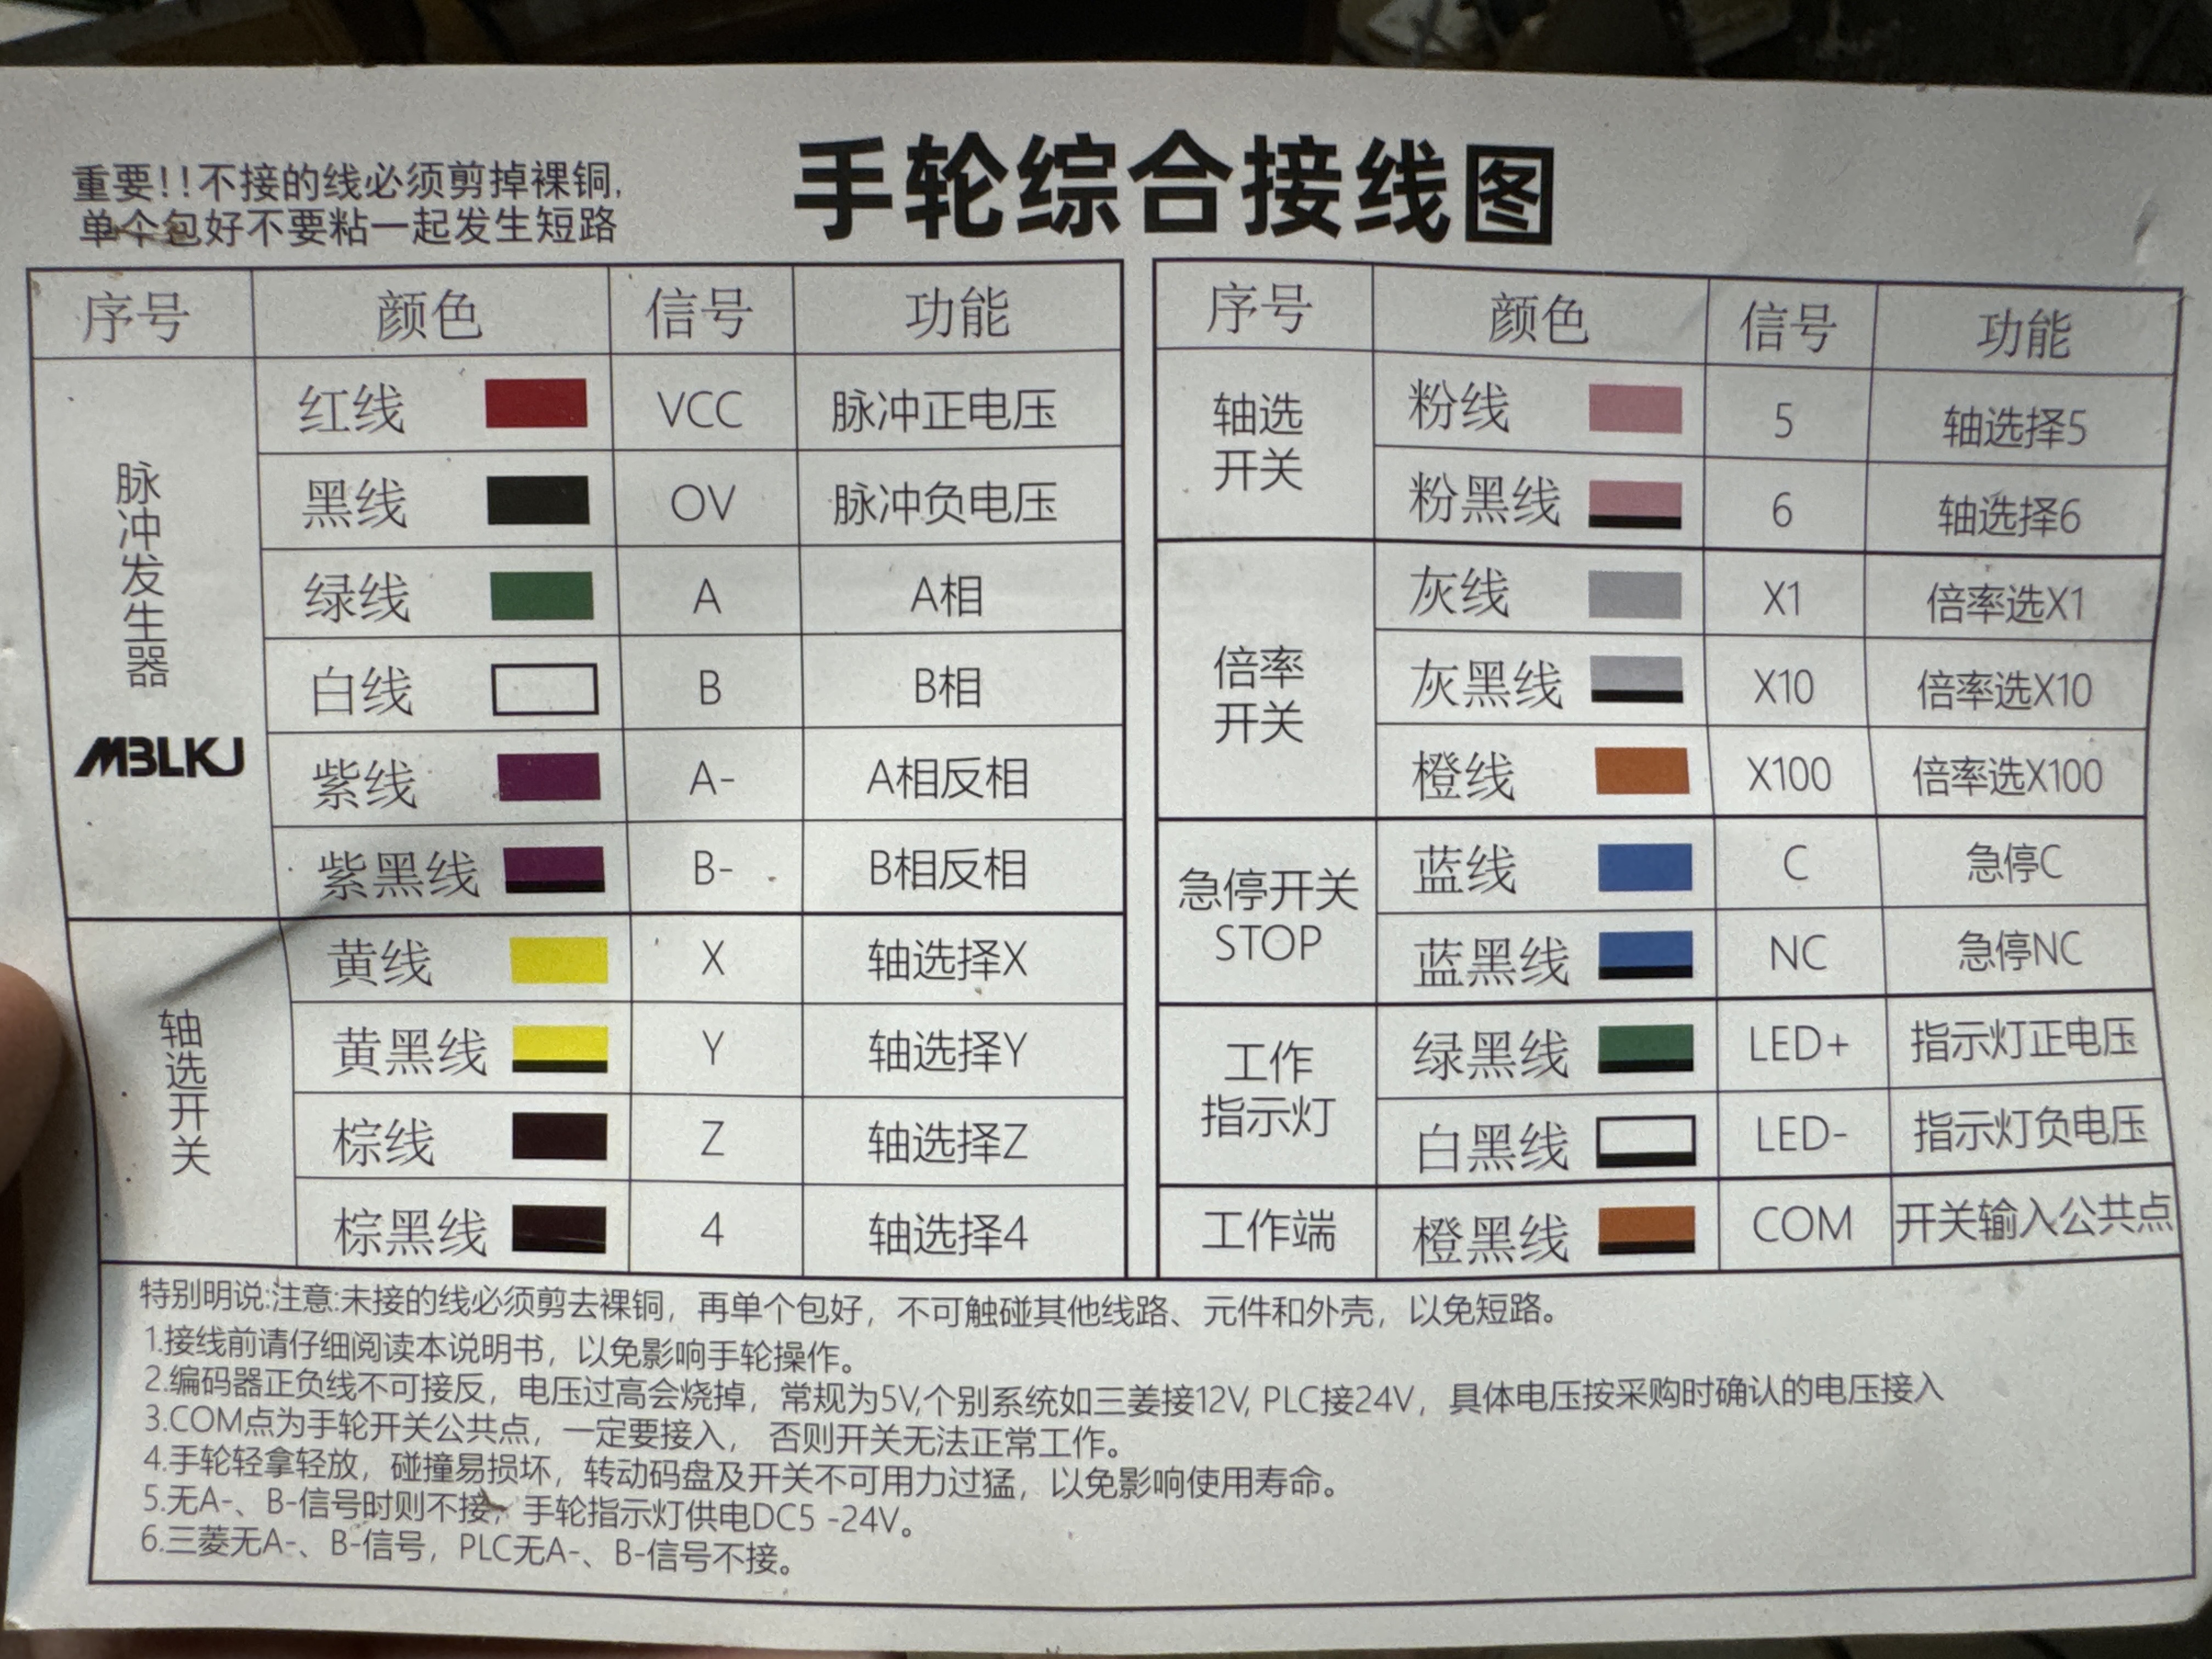 重要!!不接的线必须剪掉裸铜,
单个包好不要粘一起发生短路
手轮综合接线图
序号 颜色 信号 功能
脉冲发生器
MBLKJ
红线 VCC 脉冲正电压
黑线 OV 脉冲负电压
绿线 A A相
白线 B B相
紫线 A- A相反相
紫黑线 B- B相反相
轴选开关
黄线 X 轴选择X
黄黑线 Y 轴选择Y
棕线 Z 轴选择Z
棕黑线 4 轴选择4
序号 颜色 信号 功能
轴选
开关
粉线 5 轴选择5
粉黑线 6 轴选择6
倍率
开关
灰线 X1 倍率选X1
灰黑线 X10 倍率选X10
橙线 X100 倍率选X100
急停开关
STOP
蓝线 C 急停C
蓝黑线 NC 急停NC
工作
指示灯
绿黑线 LED+ 指示灯正电压
白黑线 LED- 指示灯负电压
工作端 橙黑线 COM 开关输入公共点
特别明说:注意:未接的线必须剪去裸铜，再单个包好，不可触碰其他线路、元件和外壳，以免短路。
1.接线前请仔细阅读本说明书，以免影响手轮操作。
2.编码器正负线不可接反，电压过高会烧掉，常规为5V,个别系统如三姜接12V, PLC接24V，具体电压按采购时确认的电压接入
3.COM点为手轮开关公共点，一定要接入， 否则开关无法正常工作。
4.手轮轻拿轻放，碰撞易损坏，转动码盘及开关不可用力过猛，以免影响使用寿命。
5.无A-、B-信号时则不接，手轮指示灯供电DC5 -24V。
6.三菱无A-、B-信号，PLC无A-、B-信号不接。